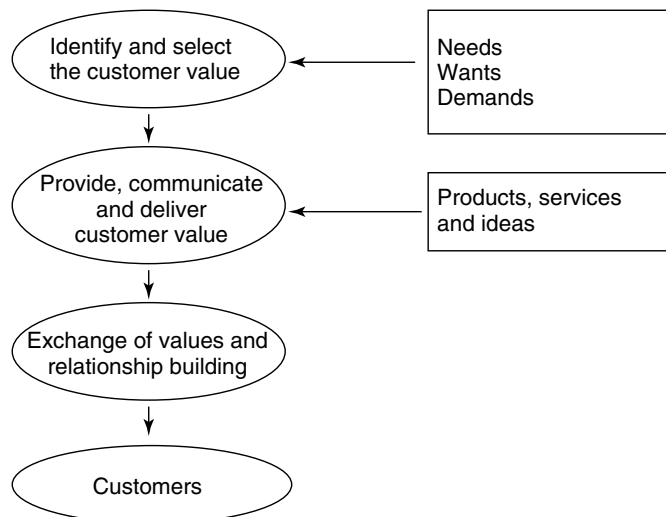 Identify and select
the customer value
Needs
Wants
Demands
Provide, communicate
and deliver
customer value
Products, services
and ideas
Exchange of values and
relationship building
Customers